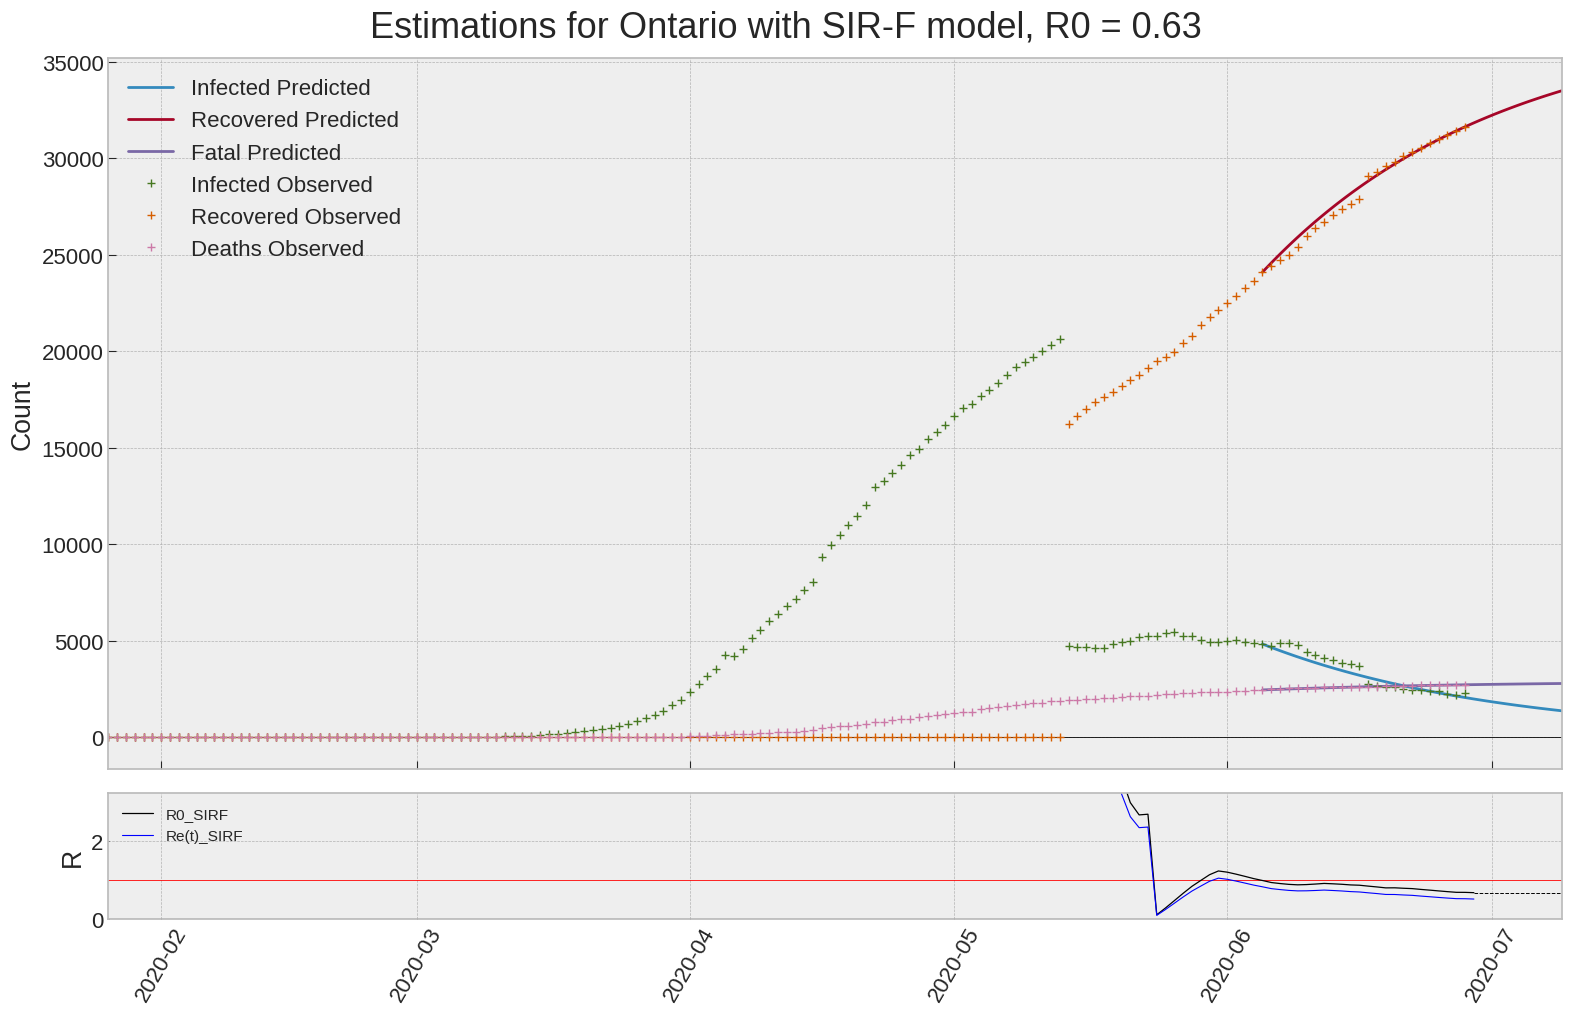 Estimations for Ontario with SIR-F model, R0 = 0.63
35000
30000
25000
20000
15000
10000
5000
0
Count
Infected Predicted
Recovered Predicted
Fatal Predicted
Infected Observed
Recovered Observed
Deaths Observed
R0_SIRF
Re(t)_SIRF
2
0
R
2020-02
2020-03
2020-04
2020-05
2020-06
2020-07